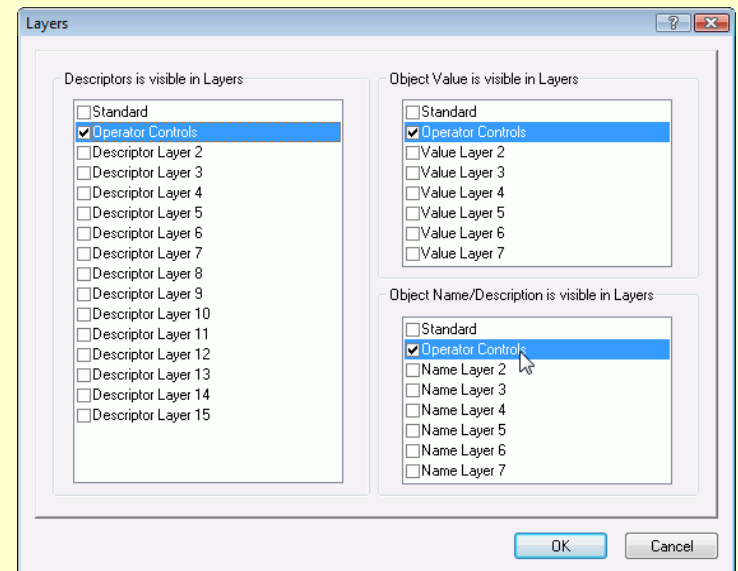 Layers
Descriptors is visible in Layers
Standard
Operator Controls
Descriptor Layer 2
Descriptor Layer 3
Descriptor Layer 4
Descriptor Layer 5
Descriptor Layer 6
Descriptor Layer 7
Descriptor Layer 8
Descriptor Layer 9
Descriptor Layer 10
Descriptor Layer 11
Descriptor Layer 12
Descriptor Layer 13
Descriptor Layer 14
Descriptor Layer 15
Object Value is visible in Layers
Standard
Operator Controls
Value Layer 2
Value Layer 3
Value Layer 4
Value Layer 5
Value Layer 6
Value Layer 7
Object Name/Description is visible in Layers
Standard
Operator Controls
Name Layer 2
Name Layer 3
Name Layer 4
Name Layer 5
Name Layer 6
Name Layer 7
OK
Cancel